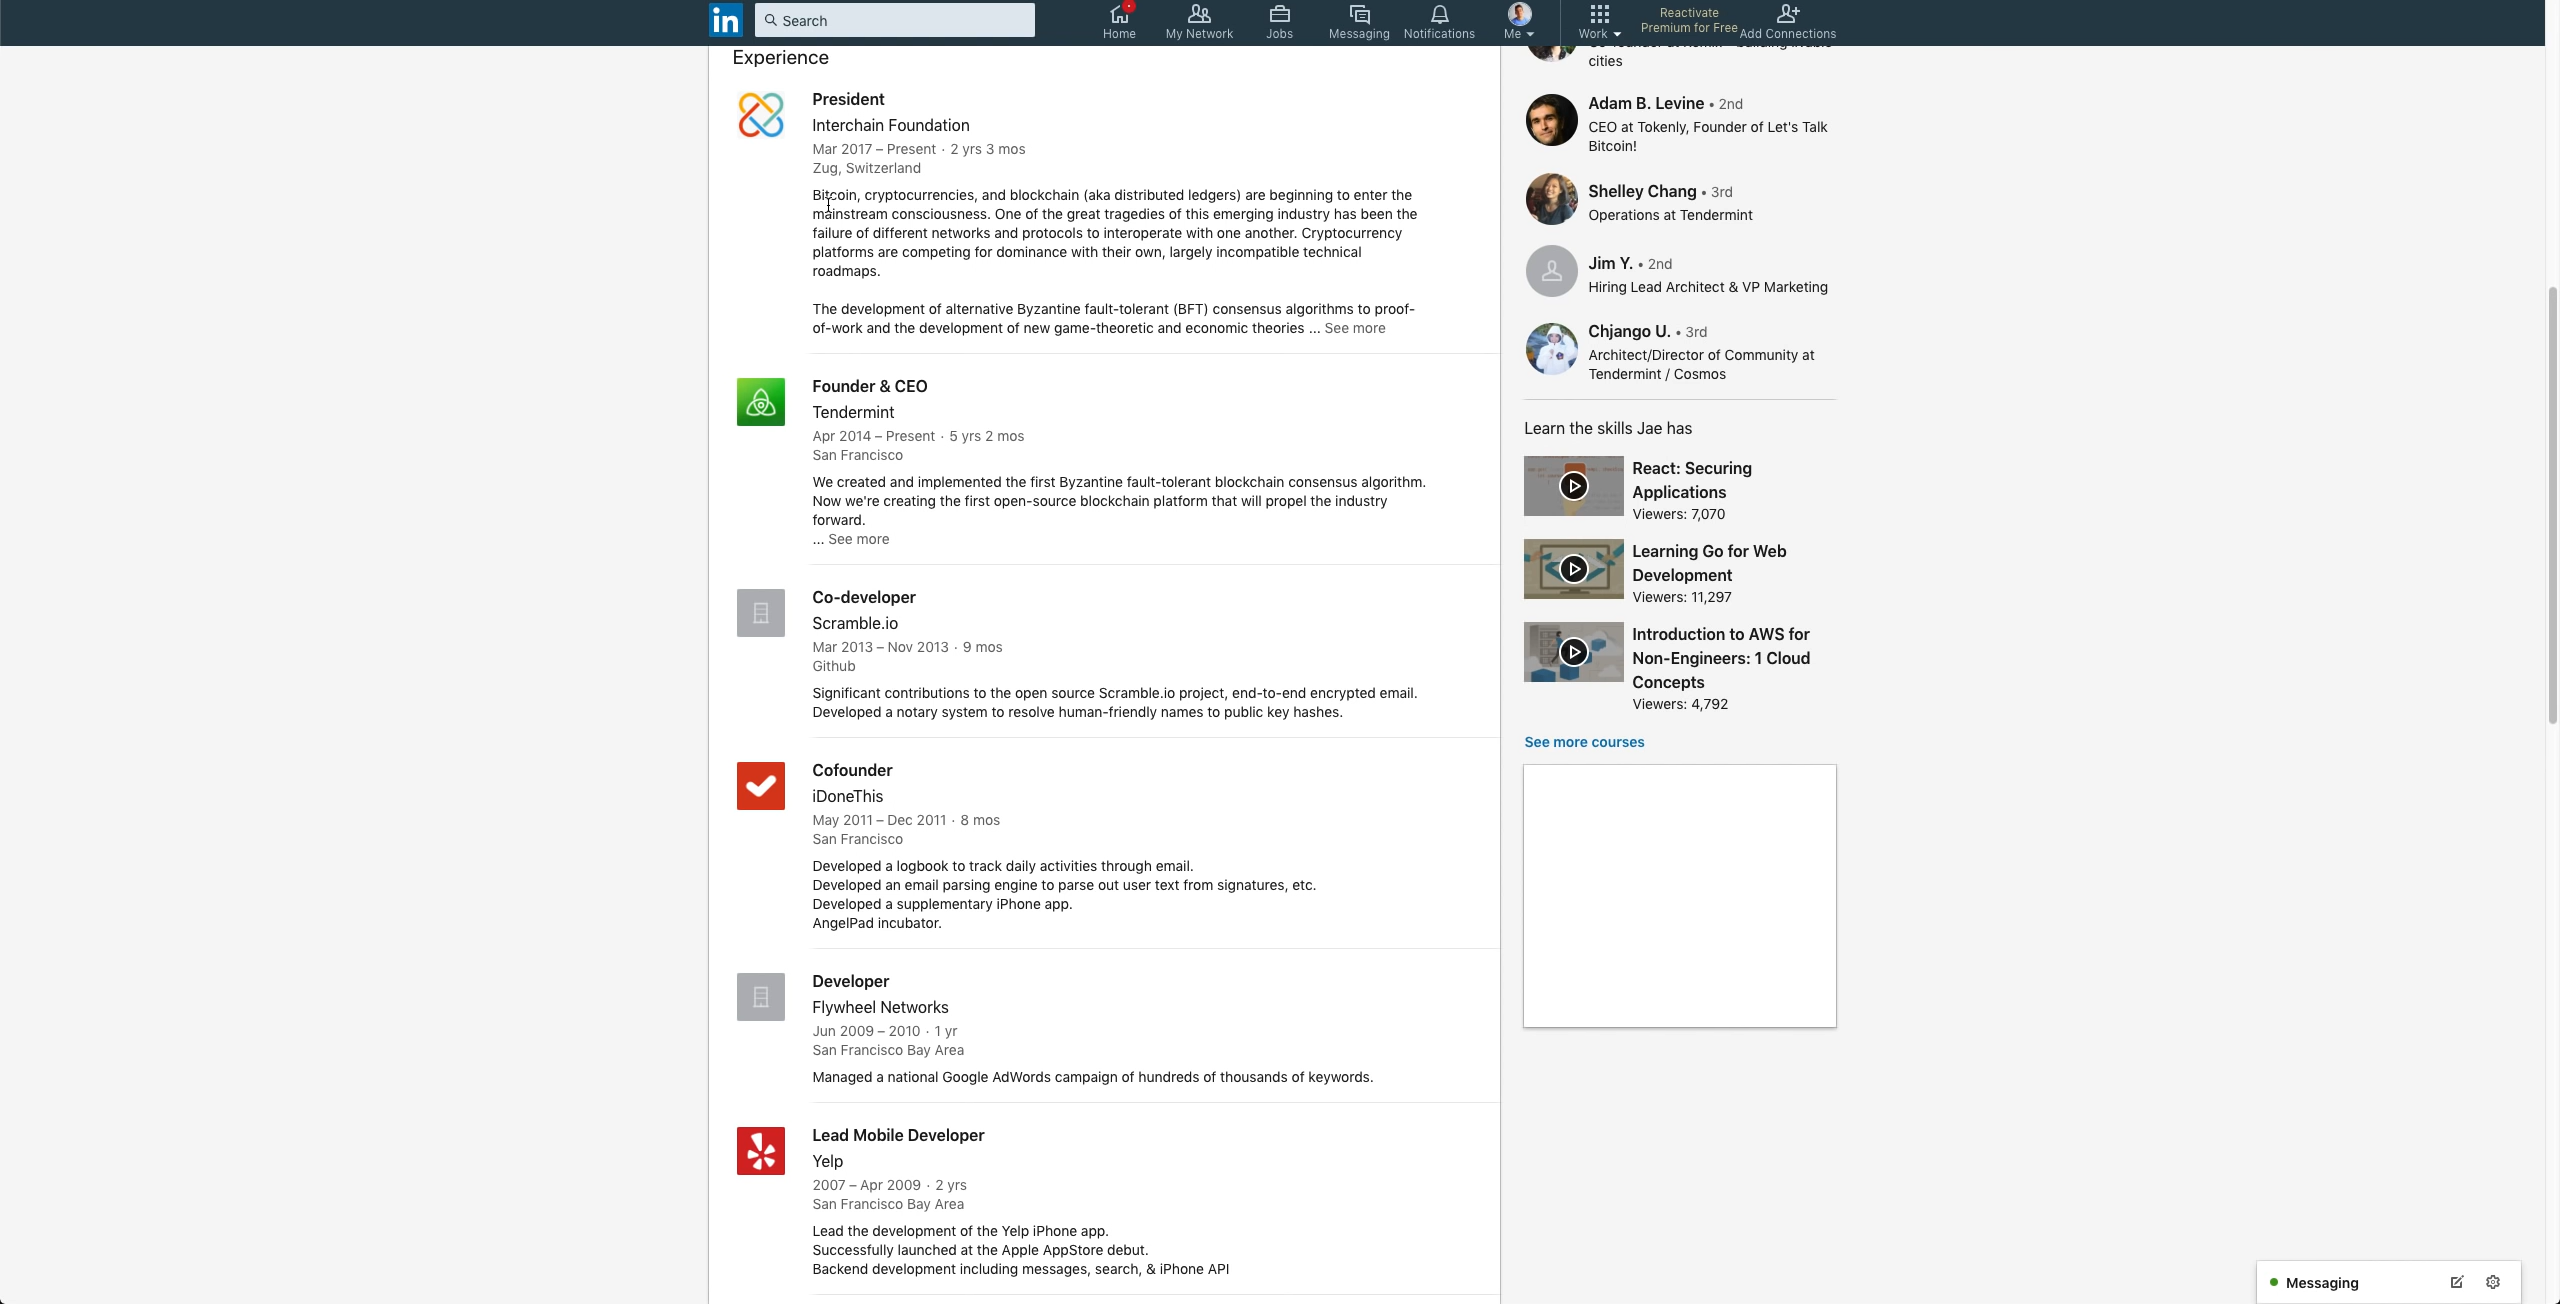 in
Search
Home
My Network
Jobs
Messaging
Notifications
Me
Work
Reactivate
Premium for Free
Add Connections
Experience
President
Interchain Foundation
Mar 2017 – Present · 2 yrs 3 mos
Zug, Switzerland
Bitcoin, cryptocurrencies, and blockchain (aka distributed ledgers) are beginning to enter the
mainstream consciousness. One of the great tragedies of this emerging industry has been the
failure of different networks and protocols to interoperate with one another. Cryptocurrency
platforms are competing for dominance with their own, largely incompatible technical
roadmaps.
The development of alternative Byzantine fault-tolerant (BFT) consensus algorithms to proof-
of-work and the development of new game-theoretic and economic theories ... See more
Founder & CEO
Tendermint
Apr 2014 – Present · 5 yrs 2 mos
San Francisco
We created and implemented the first Byzantine fault-tolerant blockchain consensus algorithm.
Now we're creating the first open-source blockchain platform that will propel the industry
forward.
... See more
Co-developer
Scramble.io
Mar 2013 – Nov 2013 · 9 mos
Github
Significant contributions to the open source Scramble.io project, end-to-end encrypted email.
Developed a notary system to resolve human-friendly names to public key hashes.
Cofounder
iDoneThis
May 2011 – Dec 2011 · 8 mos
San Francisco
Developed a logbook to track daily activities through email.
Developed an email parsing engine to parse out user text from signatures, etc.
Developed a supplementary iPhone app.
AngelPad incubator.
Developer
Flywheel Networks
Jun 2009 – 2010 · 1 yr
San Francisco Bay Area
Managed a national Google AdWords campaign of hundreds of thousands of keywords.
Lead Mobile Developer
Yelp
2007 – Apr 2009 · 2 yrs
San Francisco Bay Area
Lead the development of the Yelp iPhone app.
Successfully launched at the Apple AppStore debut.
Backend development including messages, search, & iPhone API
cities
Adam B. Levine • 2nd
CEO at Tokenly, Founder of Let's Talk
Bitcoin!
Shelley Chang • 3rd
Operations at Tendermint
Jim Y. • 2nd
Hiring Lead Architect & VP Marketing
Chjango U. • 3rd
Architect/Director of Community at
Tendermint / Cosmos
Learn the skills Jae has
React: Securing
Applications
Viewers: 7,070
Learning Go for Web
Development
Viewers: 11,297
Introduction to AWS for
Non-Engineers: 1 Cloud
Concepts
Viewers: 4,792
See more courses
Messaging